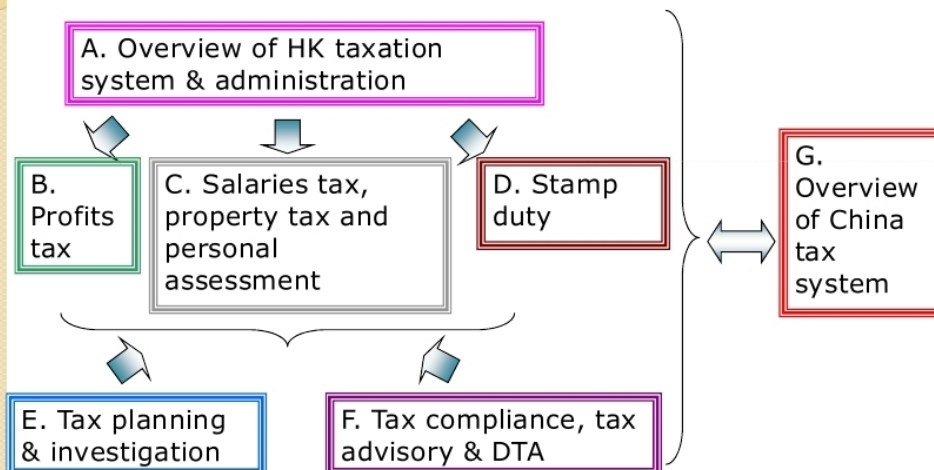 A. Overview of HK taxation
system & administration
B.
Profits
tax
C. Salaries tax,
property tax and
personal
assessment
D. Stamp
duty
G.
Overview
of China
tax
system
E. Tax planning
& investigation
F. Tax compliance, tax
advisory & DTA